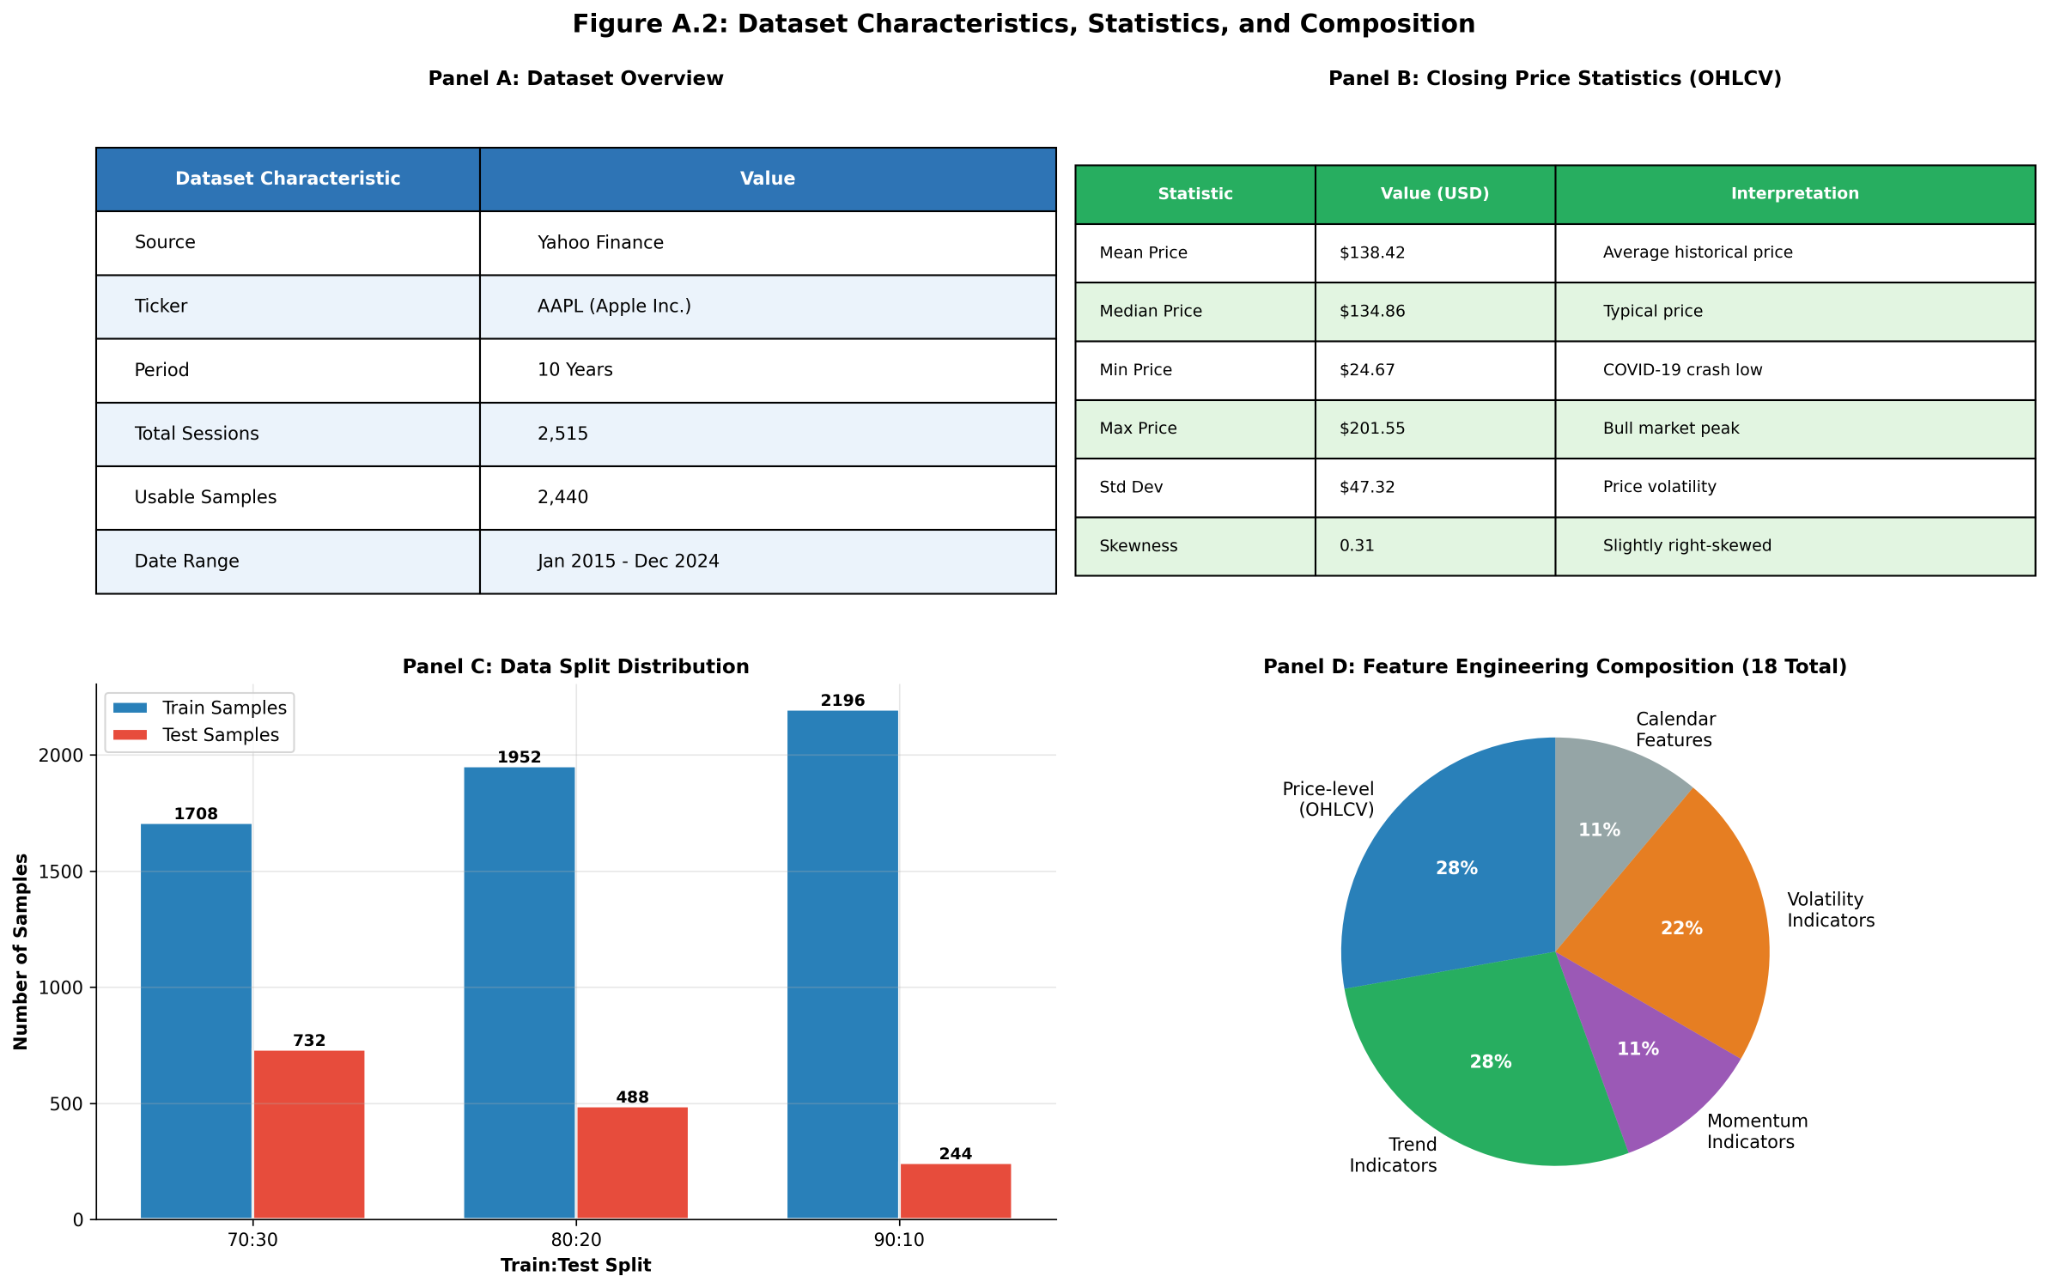 Figure A.2: Dataset Characteristics, Statistics, and Composition
Panel A: Dataset Overview
Dataset Characteristic Value
Source Yahoo Finance
Ticker AAPL (Apple Inc.)
Period 10 Years
Total Sessions 2,515
Usable Samples 2,440
Date Range Jan 2015 - Dec 2024
Panel B: Closing Price Statistics (OHLCV)
Statistic Value (USD) Interpretation
Mean Price $138.42 Average historical price
Median Price $134.86 Typical price
Min Price $24.67 COVID-19 crash low
Max Price $201.55 Bull market peak
Std Dev $47.32 Price volatility
Skewness 0.31 Slightly right-skewed
Panel C: Data Split Distribution
Train Samples
Test Samples
Number of Samples
2000
1500
1000
500
0
1708
732
1952
488
2196
244
70:30 80:20 90:10
Train:Test Split
Panel D: Feature Engineering Composition (18 Total)
Calendar
Features
11%
Price-level
(OHLCV)
28%
Volatility
Indicators
22%
Momentum
Indicators
11%
Trend
Indicators
28%